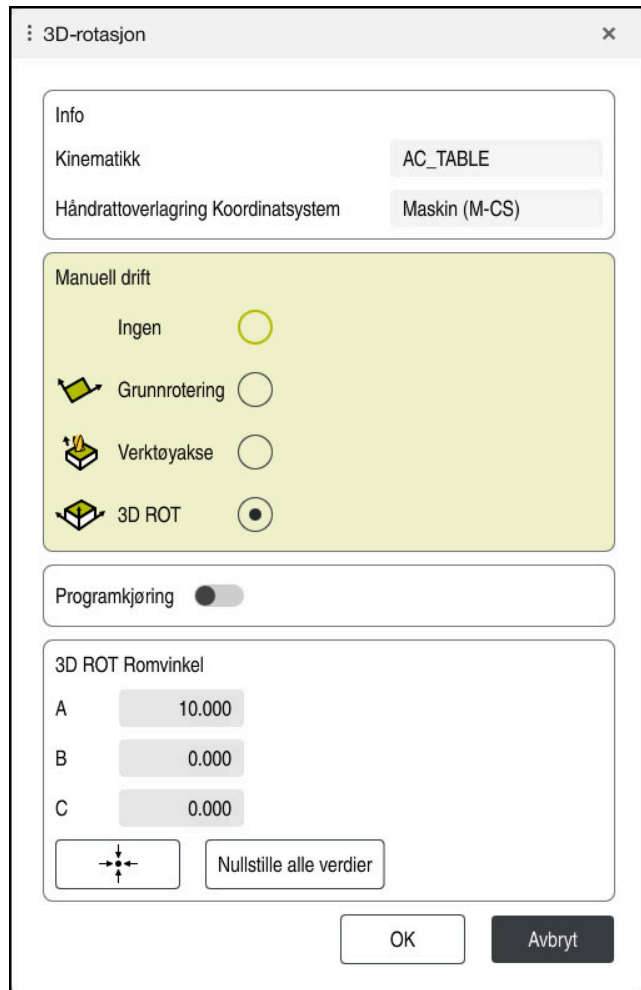 3D-rotasjon
Info
Kinematikk AC_TABLE
Håndrattoverlagring Koordinatsystem Maskin (M-CS)
Manuell drift
Ingen
Grunnrotering
Verktøyakse
3D ROT
Programkjøring
3D ROT Romvinkel
A 10.000
B 0.000
C 0.000
Nullstille alle verdier
OK Avbryt